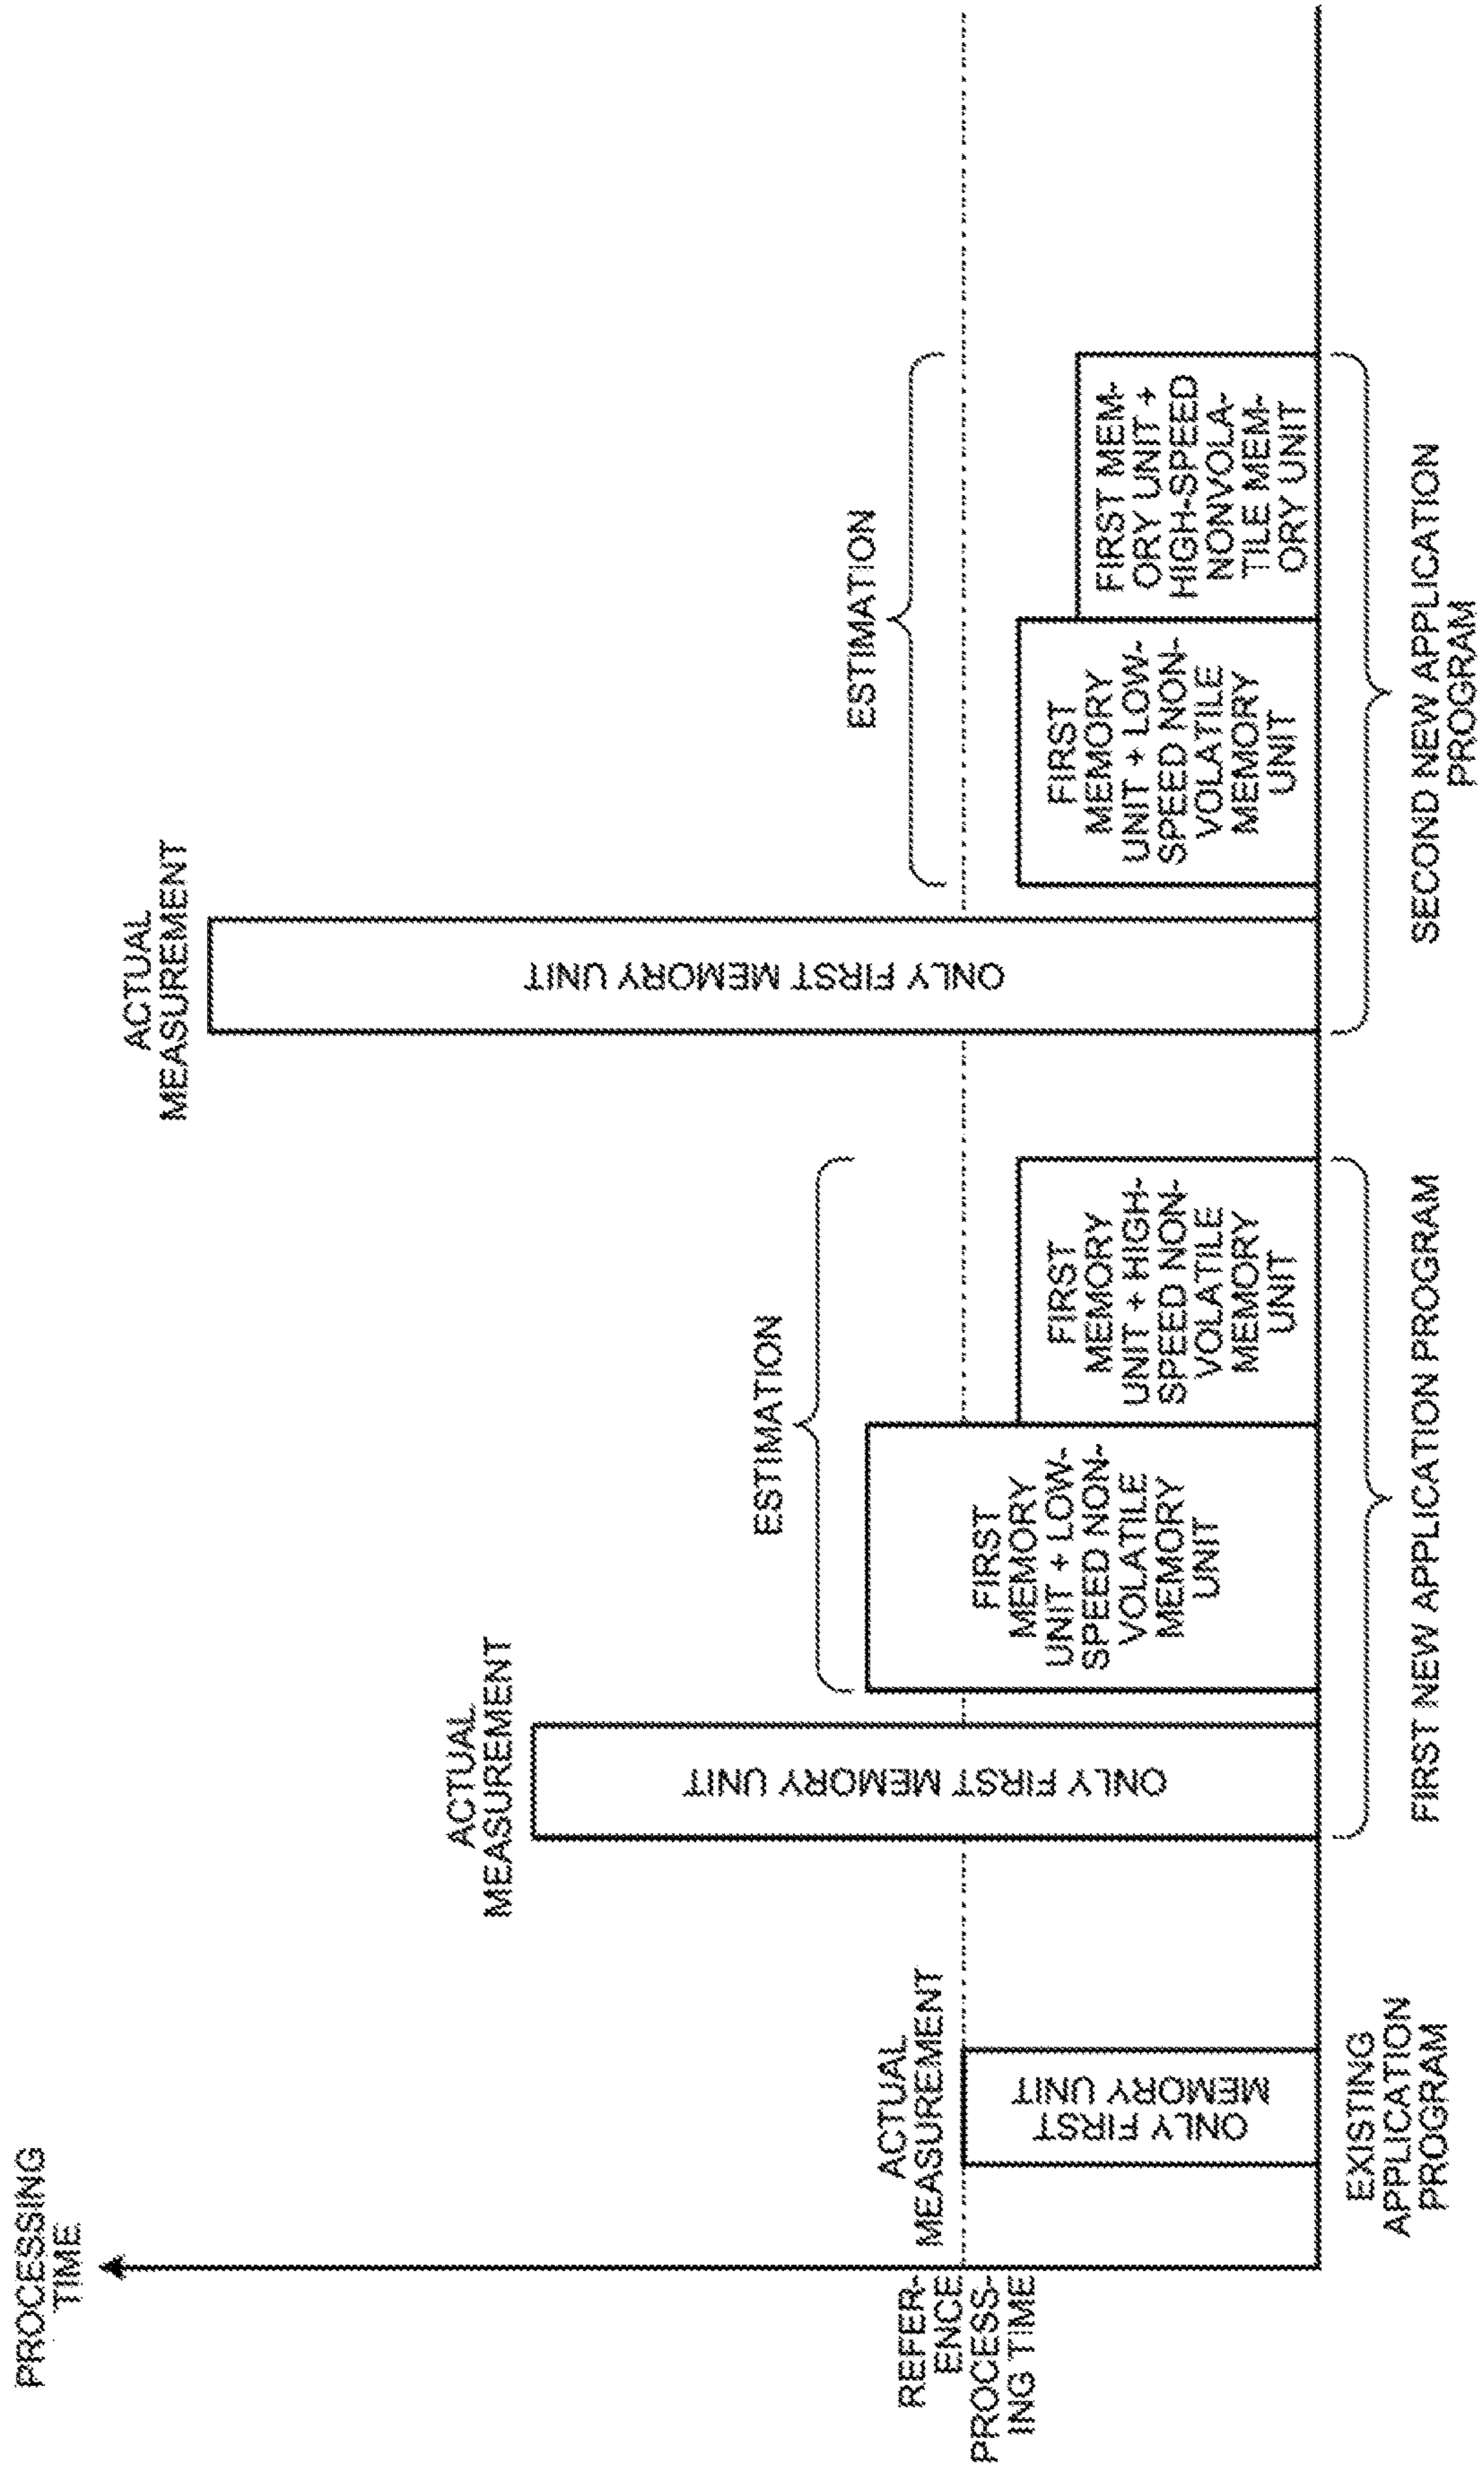 PROCESSING
TIME
REFER-
ENCE
PROCESS-
ING TIME
ACTUAL
MEASUREMENT
ONLY FIRST
MEMORY UNIT
EXISTING
APPLICATION
PROGRAM
ACTUAL
MEASUREMENT
ONLY FIRST MEMORY UNIT
ESTIMATION
FIRST
MEMORY
UNIT + LOW-
SPEED NON-
VOLATILE
MEMORY
UNIT
FIRST
MEMORY
UNIT + HIGH-
SPEED NON-
VOLATILE
MEMORY
UNIT
FIRST NEW APPLICATION PROGRAM
ACTUAL
MEASUREMENT
ONLY FIRST MEMORY UNIT
ESTIMATION
FIRST
MEMORY
UNIT + LOW-
SPEED NON-
VOLATILE
MEMORY
UNIT
FIRST MEM-
ORY UNIT +
HIGH-SPEED
NONVOLA-
TILE MEM-
ORY UNIT
SECOND NEW APPLICATION
PROGRAM